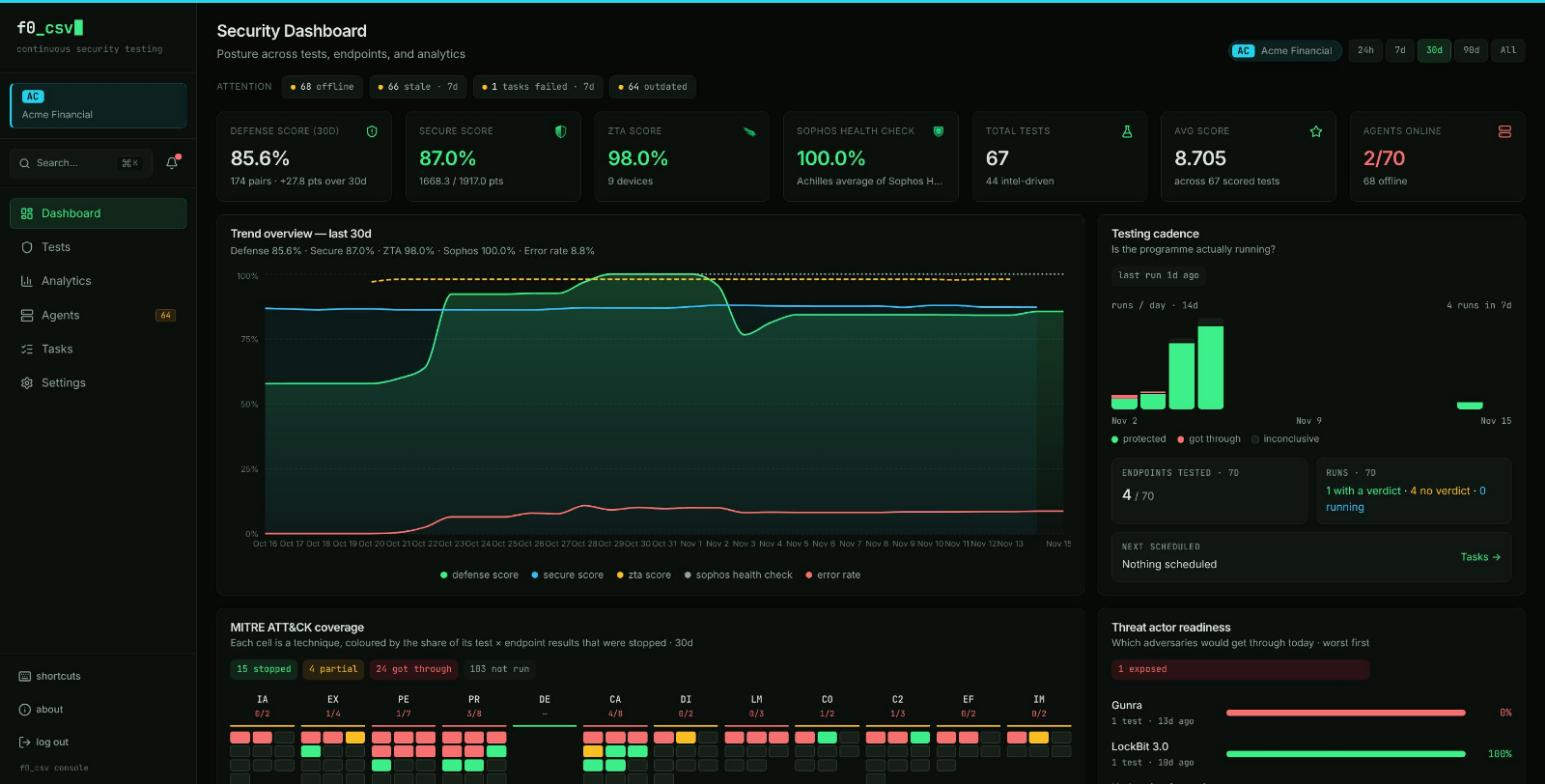 f0_csv
continuous security testing
AC
Acme Financial
Search...
⌘K
Dashboard
Tests
Analytics
Agents
64
Tasks
Settings
shortcuts
about
log out
f0_csv console
Security Dashboard
Posture across tests, endpoints, and analytics
AC Acme Financial
24h
7d
30d
90d
All
ATTENTION
68 offline
66 stale · 7d
1 tasks failed · 7d
64 outdated
DEFENSE SCORE (30D)
85.6%
174 pairs · +27.8 pts over 30d
SECURE SCORE
87.0%
1668.3 / 1917.0 pts
ZTA SCORE
98.0%
9 devices
SOPHOS HEALTH CHECK
100.0%
Achilles average of Sophos H...
TOTAL TESTS
67
44 intel-driven
AVG SCORE
8.705
across 67 scored tests
AGENTS ONLINE
2/70
68 offline
Trend overview — last 30d
Defense 85.6% · Secure 87.0% · ZTA 98.0% · Sophos 100.0% · Error rate 8.8%
100%
75%
50%
25%
0%
Oct 16 Oct 17 Oct 18 Oct 19 Oct 20 Oct 21 Oct 22 Oct 23 Oct 24 Oct 25 Oct 26 Oct 27 Oct 28 Oct 29 Oct 30 Oct 31 Nov 1 Nov 2 Nov 3 Nov 4 Nov 5 Nov 6 Nov 7 Nov 8 Nov 9 Nov 10 Nov 11 Nov 12 Nov 13 Nov 15
defense score
secure score
zta score
sophos health check
error rate
Testing cadence
Is the programme actually running?
last run 1d ago
runs / day · 14d
4 runs in 7d
Nov 2
Nov 9
Nov 15
protected
got through
inconclusive
ENDPOINTS TESTED · 7D
4 / 70
RUNS · 7D
1 with a verdict · 4 no verdict · 0
running
NEXT SCHEDULED
Nothing scheduled
Tasks →
MITRE ATT&CK coverage
Each cell is a technique, coloured by the share of its test × endpoint results that were stopped · 30d
15 stopped
4 partial
24 got through
103 not run
IA EX PE PR DE CA DI LM CO C2 EF IM
0/2 1/4 1/7 3/8 – 4/8 0/2 0/3 1/2 1/3 0/2 0/2
Threat actor readiness
Which adversaries would get through today · worst first
1 exposed
Gunra
1 test · 13d ago
0%
LockBit 3.0
1 test · 10d ago
100%